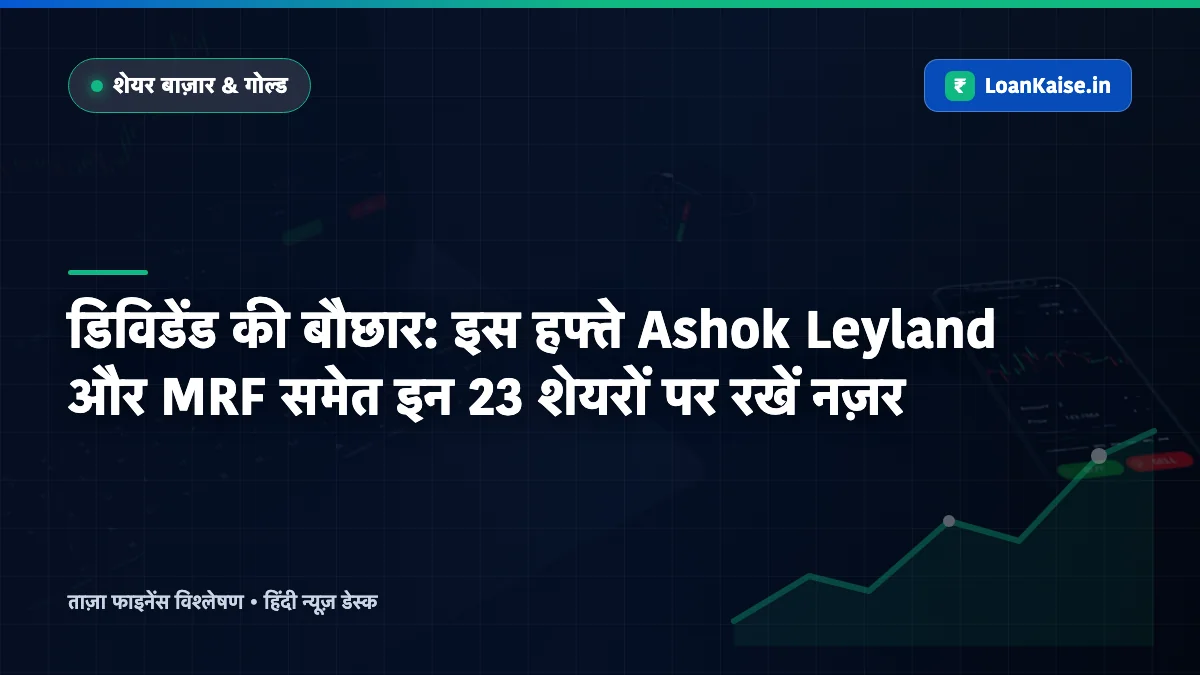 शेयर बाज़ार & गोल्ड
₹ LoanKaise.in
डिविडेंड की बौछार: इस हफ्ते Ashok Leyland
और MRF समेत इन 23 शेयरों पर रखें नज़र
ताज़ा फाइनेंस विश्लेषण • हिंदी न्यूज़ डेस्क